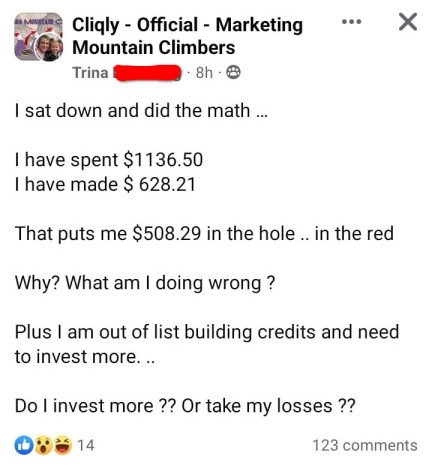 Cliqly - Official - Marketing
Mountain Climbers
Trina
· 8h ·
I sat down and did the math ...
I have spent $1136.50
I have made $ 628.21
That puts me $508.29 in the hole .. in the red
Why? What am I doing wrong ?
Plus I am out of list building credits and need
to invest more. ..
Do I invest more ?? Or take my losses ??
14
123 comments